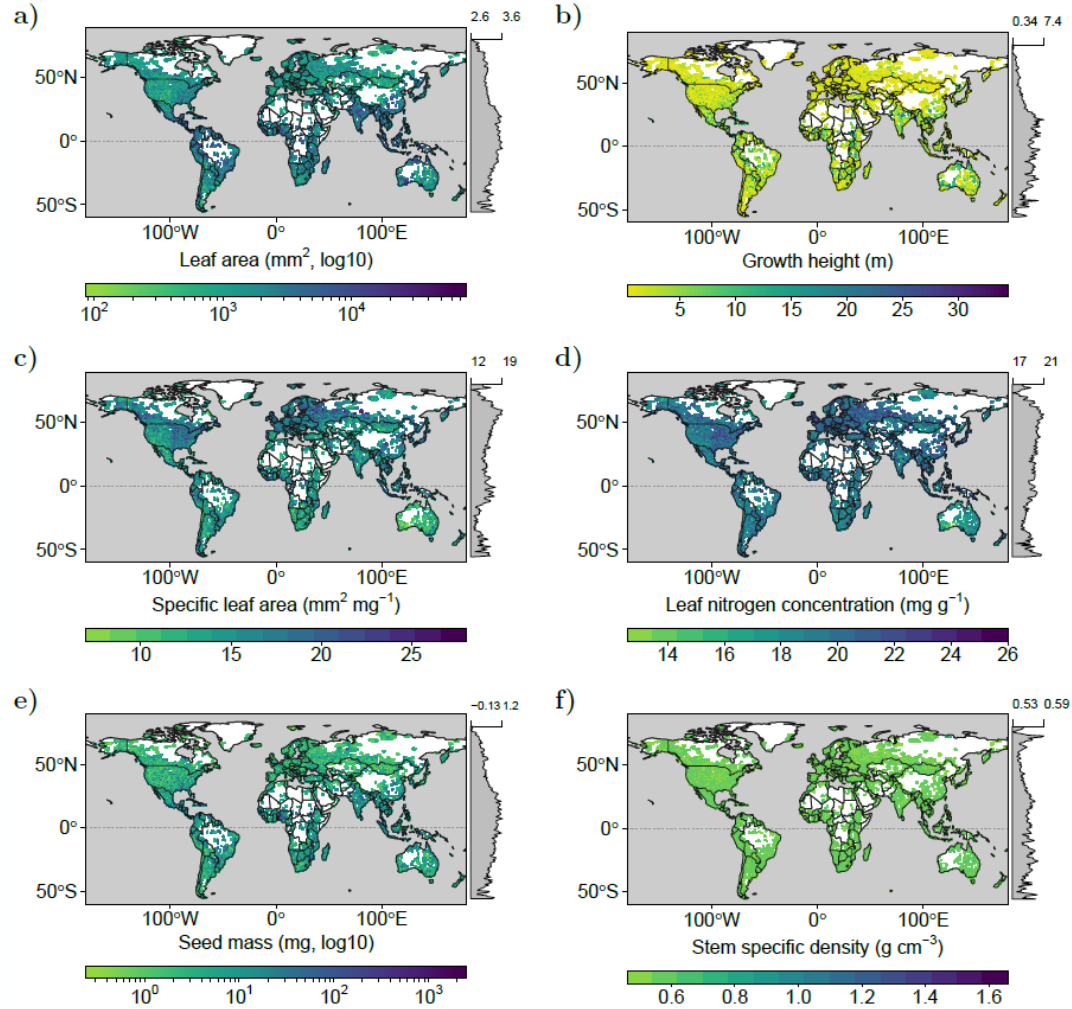 a)
2.6 3.6
50°N
0°
50°S
100°W 0° 100°E
Leaf area (mm², log10)
10² 10³ 10⁴
b)
0.34 7.4
50°N
0°
50°S
100°W 0° 100°E
Growth height (m)
5 10 15 20 25 30
c)
12 19
50°N
0°
50°S
100°W 0° 100°E
Specific leaf area (mm² mg⁻¹)
10 15 20 25
d)
17 21
50°N
0°
50°S
100°W 0° 100°E
Leaf nitrogen concentration (mg g⁻¹)
14 16 18 20 22 24 26
e)
−0.13 1.2
50°N
0°
50°S
100°W 0° 100°E
Seed mass (mg, log10)
10⁰ 10¹ 10² 10³
f)
0.53 0.59
50°N
0°
50°S
100°W 0° 100°E
Stem specific density (g cm⁻³)
0.6 0.8 1.0 1.2 1.4 1.6